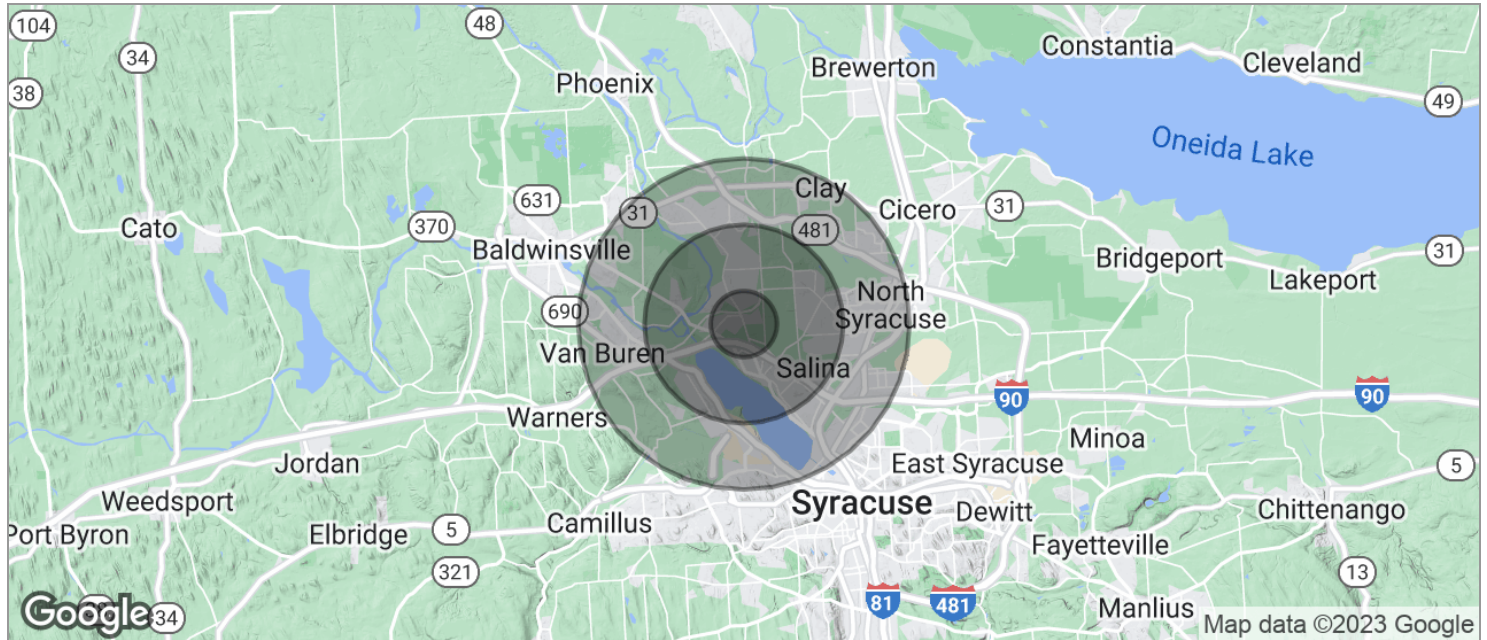 104
48
34
Constantia
Brewerton
Cleveland
Phoenix
38
49
Oneida Lake
Clay
631
31
Cicero
31
Cato
370
481
Baldwinsville
31
Bridgeport
Lakeport
North
Syracuse
690
Van Buren
Salina
90
90
Warners
Minoa
Jordan
East Syracuse
5
Weedsport
Syracuse
Dewitt
Chittenango
Port Byron
Elbridge
5
Camillus
Fayetteville
321
13
81
481
Manlius
Google
34
Map data ©2023 Google